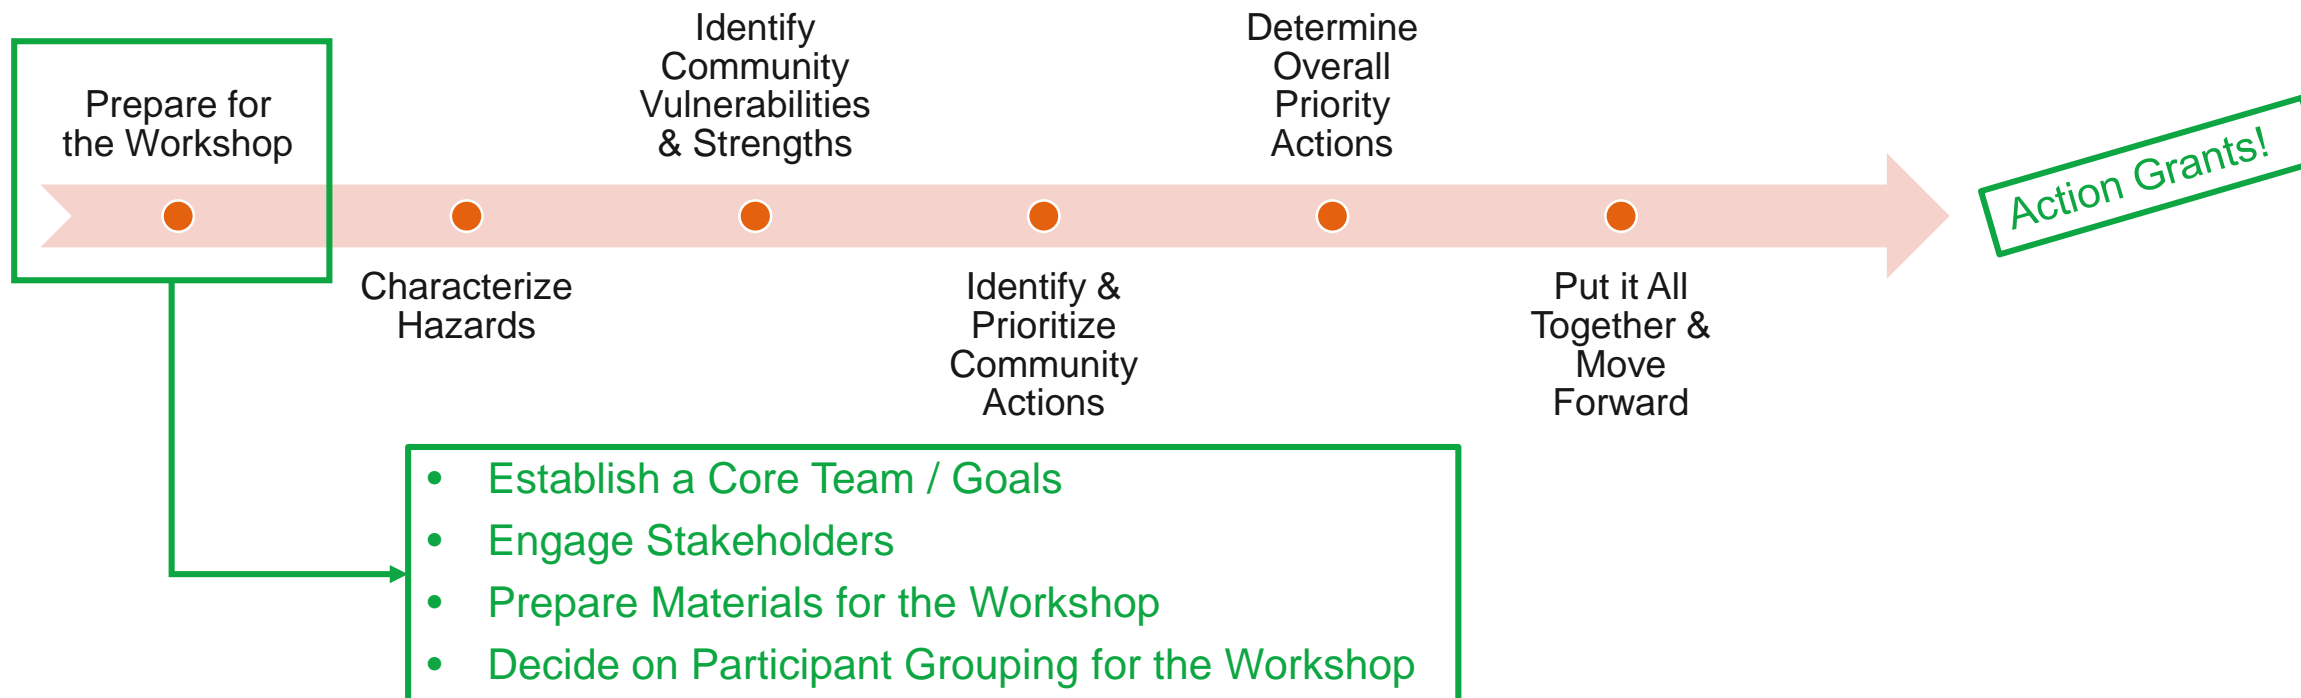 Prepare for
the Workshop
Characterize
Hazards
Identify
Community
Vulnerabilities
& Strengths
Identify &
Prioritize
Community
Actions
Determine
Overall
Priority
Actions
Put it All
Together &
Move
Forward
Action Grants!
• Establish a Core Team / Goals
• Engage Stakeholders
• Prepare Materials for the Workshop
• Decide on Participant Grouping for the Workshop